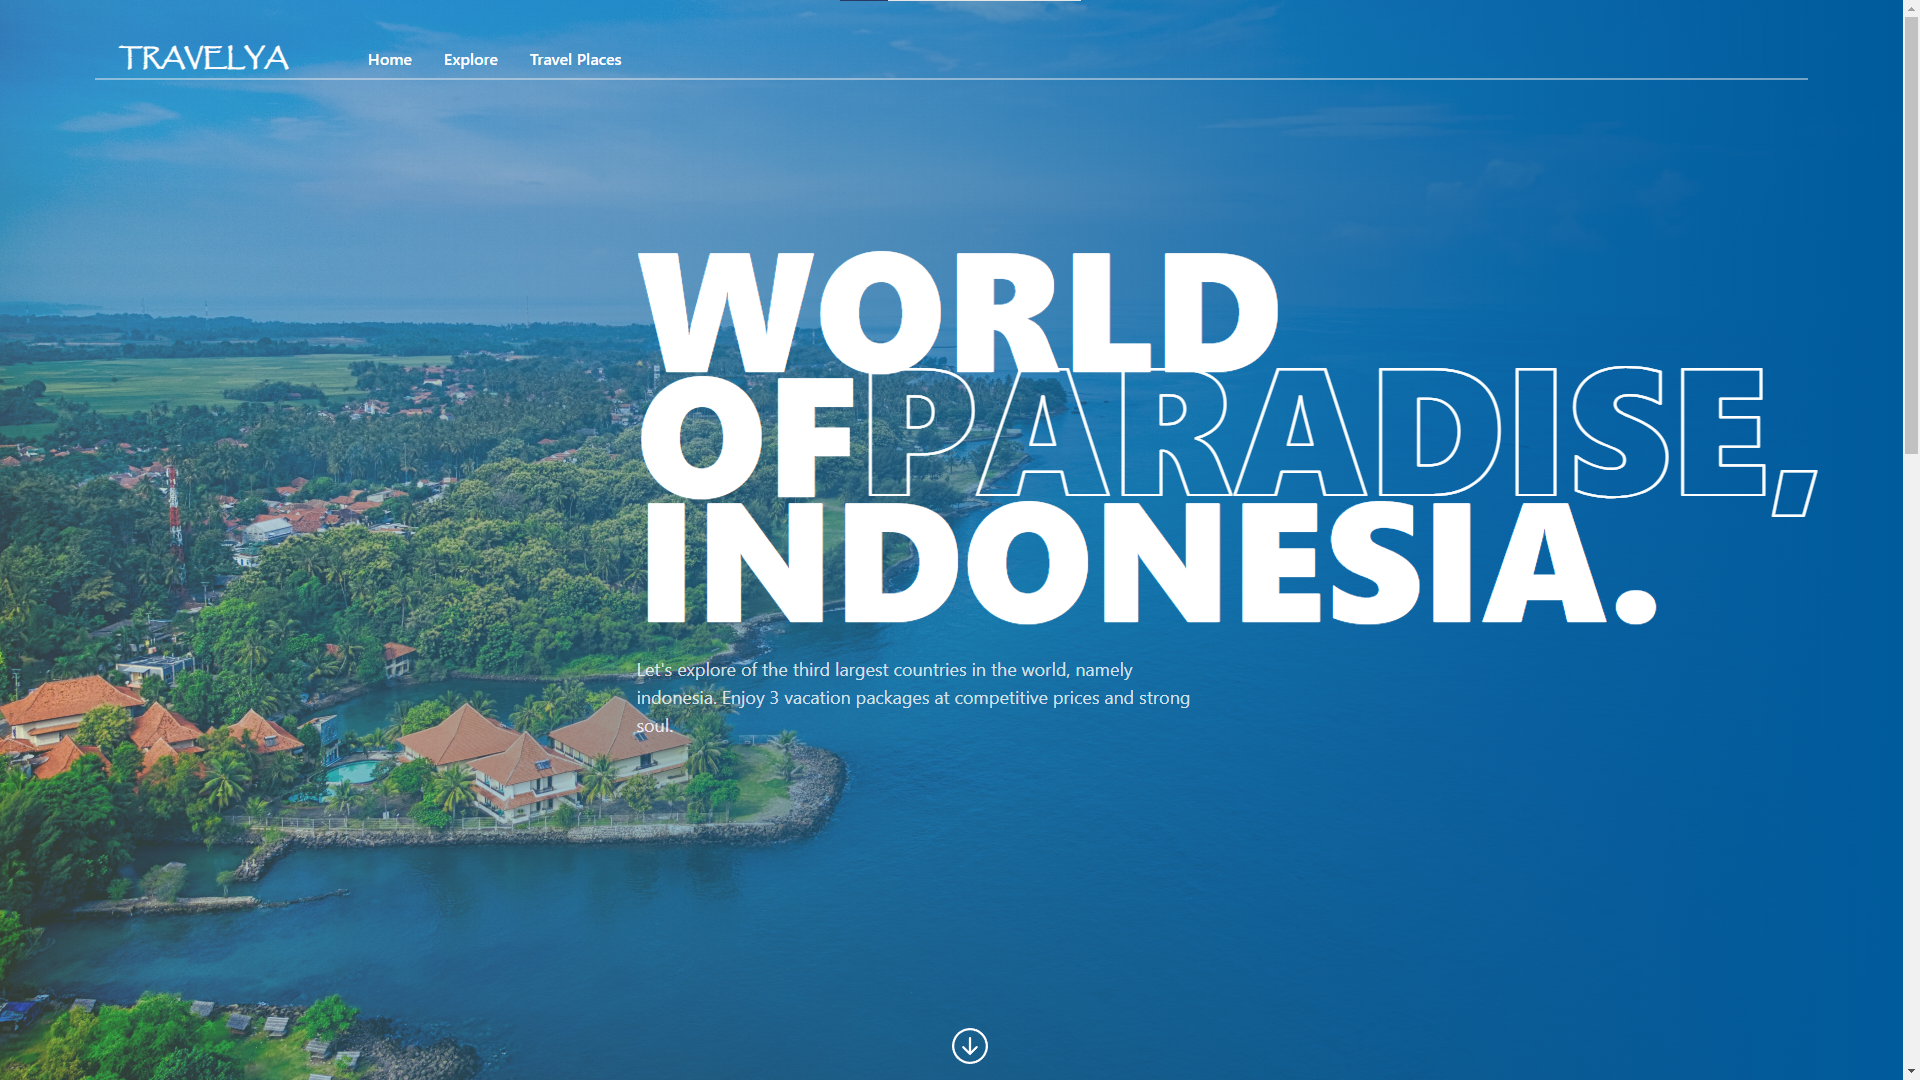 TRAVELYA
Home Explore Travel Places
WORLD
OF PARADISE,
INDONESIA.
Let's explore of the third largest countries in the world, namely
indonesia. Enjoy 3 vacation packages at competitive prices and strong
soul.